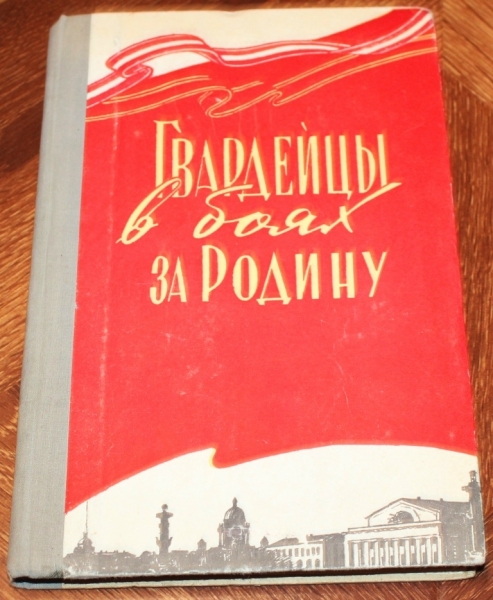 Гвардейцы
в боях
за Родину